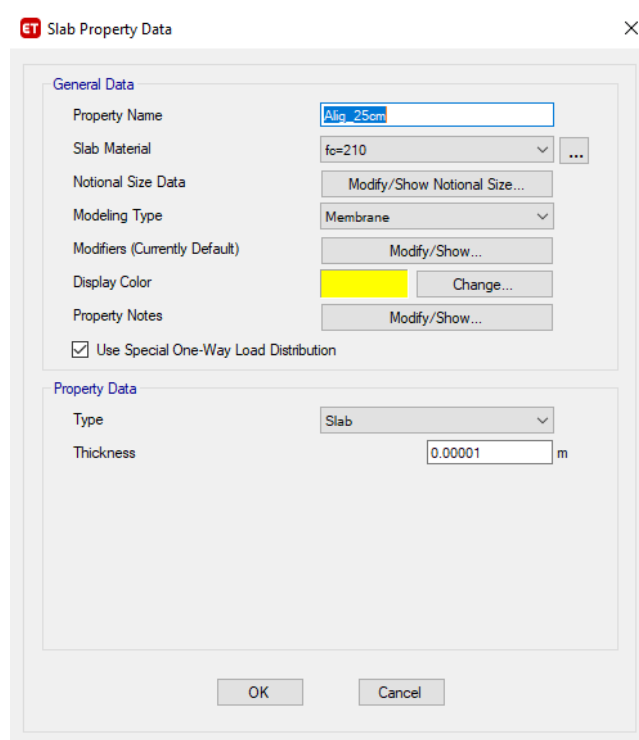 ET Slab Property Data
General Data
Property Name Alig_25cm
Slab Material fc=210 ...
Notional Size Data Modify/Show Notional Size...
Modeling Type Membrane
Modifiers (Currently Default) Modify/Show...
Display Color Change...
Property Notes Modify/Show...
Use Special One-Way Load Distribution
Property Data
Type Slab
Thickness 0.00001 m
OK Cancel